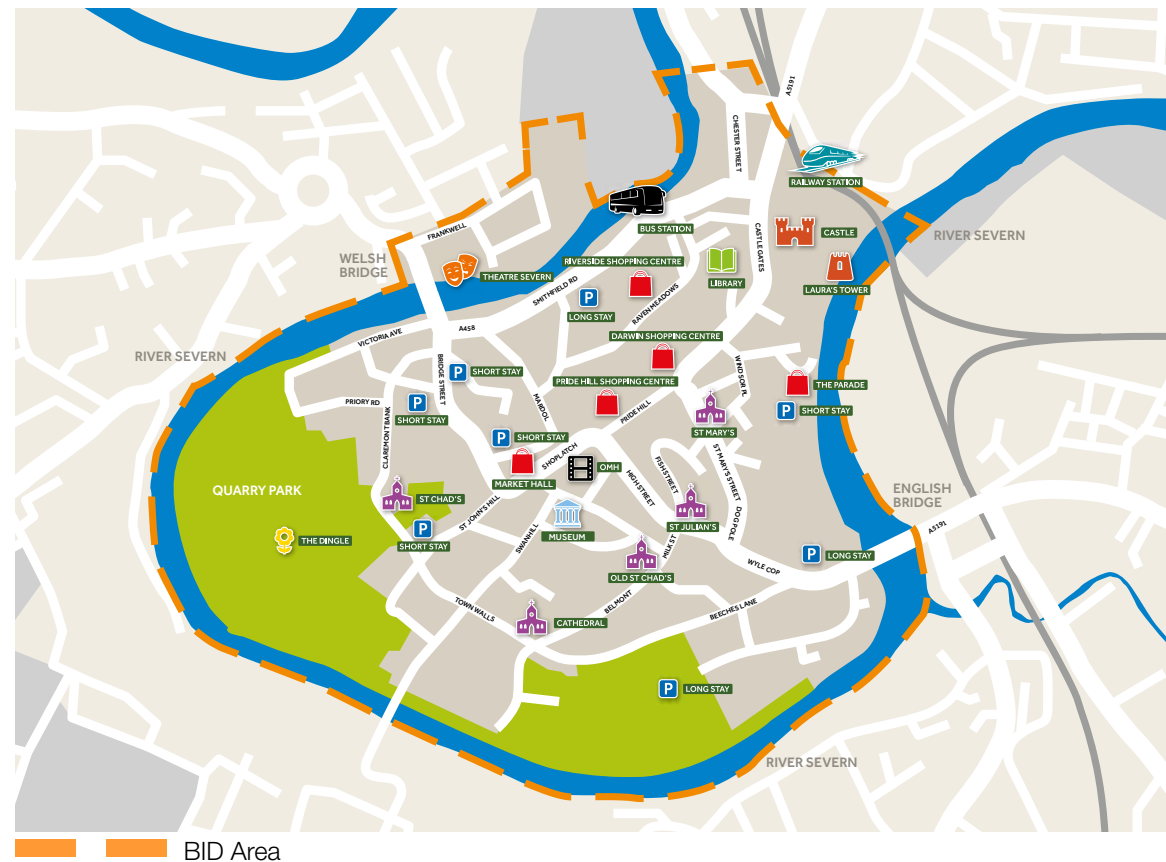 A5191
CHESTER STREET
RAILWAY STATION
BUS STATION
CASTLE GATES
CASTLE
RIVER SEVERN
FRANKWELL
WELSH
BRIDGE
THEATRE SEVERN
RIVERSIDE SHOPPING CENTRE
LIBRARY
LAURA'S TOWER
SMITHFIELD RD
P
LONG STAY
RAVEN MEADOWS
A458
VICTORIA AVE
DARWIN SHOPPING CENTRE
RIVER SEVERN
BRIDGE STREET
P
SHORT STAY
WINDSOR PL
PRIDE HILL SHOPPING CENTRE
THE PARADE
PRIORY RD
P
SHORT STAY
MARDOL
PRIDE HILL
P
SHORT STAY
ST MARY'S
P
SHORT STAY
CLAREMONT BANK
SHOPLATCH
OMH
MARKET HALL
FISH STREET
HIGH STREET
ST MARY'S STREET
QUARRY PARK
ST CHAD'S
ENGLISH
BRIDGE
ST JOHN'S HILL
DOGPOLE
A5191
P
SHORT STAY
SWANHILL
MUSEUM
ST JULIAN'S
THE DINGLE
MILK ST
P
LONG STAY
OLD ST CHAD'S
WYLE COP
TOWN WALLS
BELMONT
BEECHES LANE
CATHEDRAL
P
LONG STAY
RIVER SEVERN
BID Area